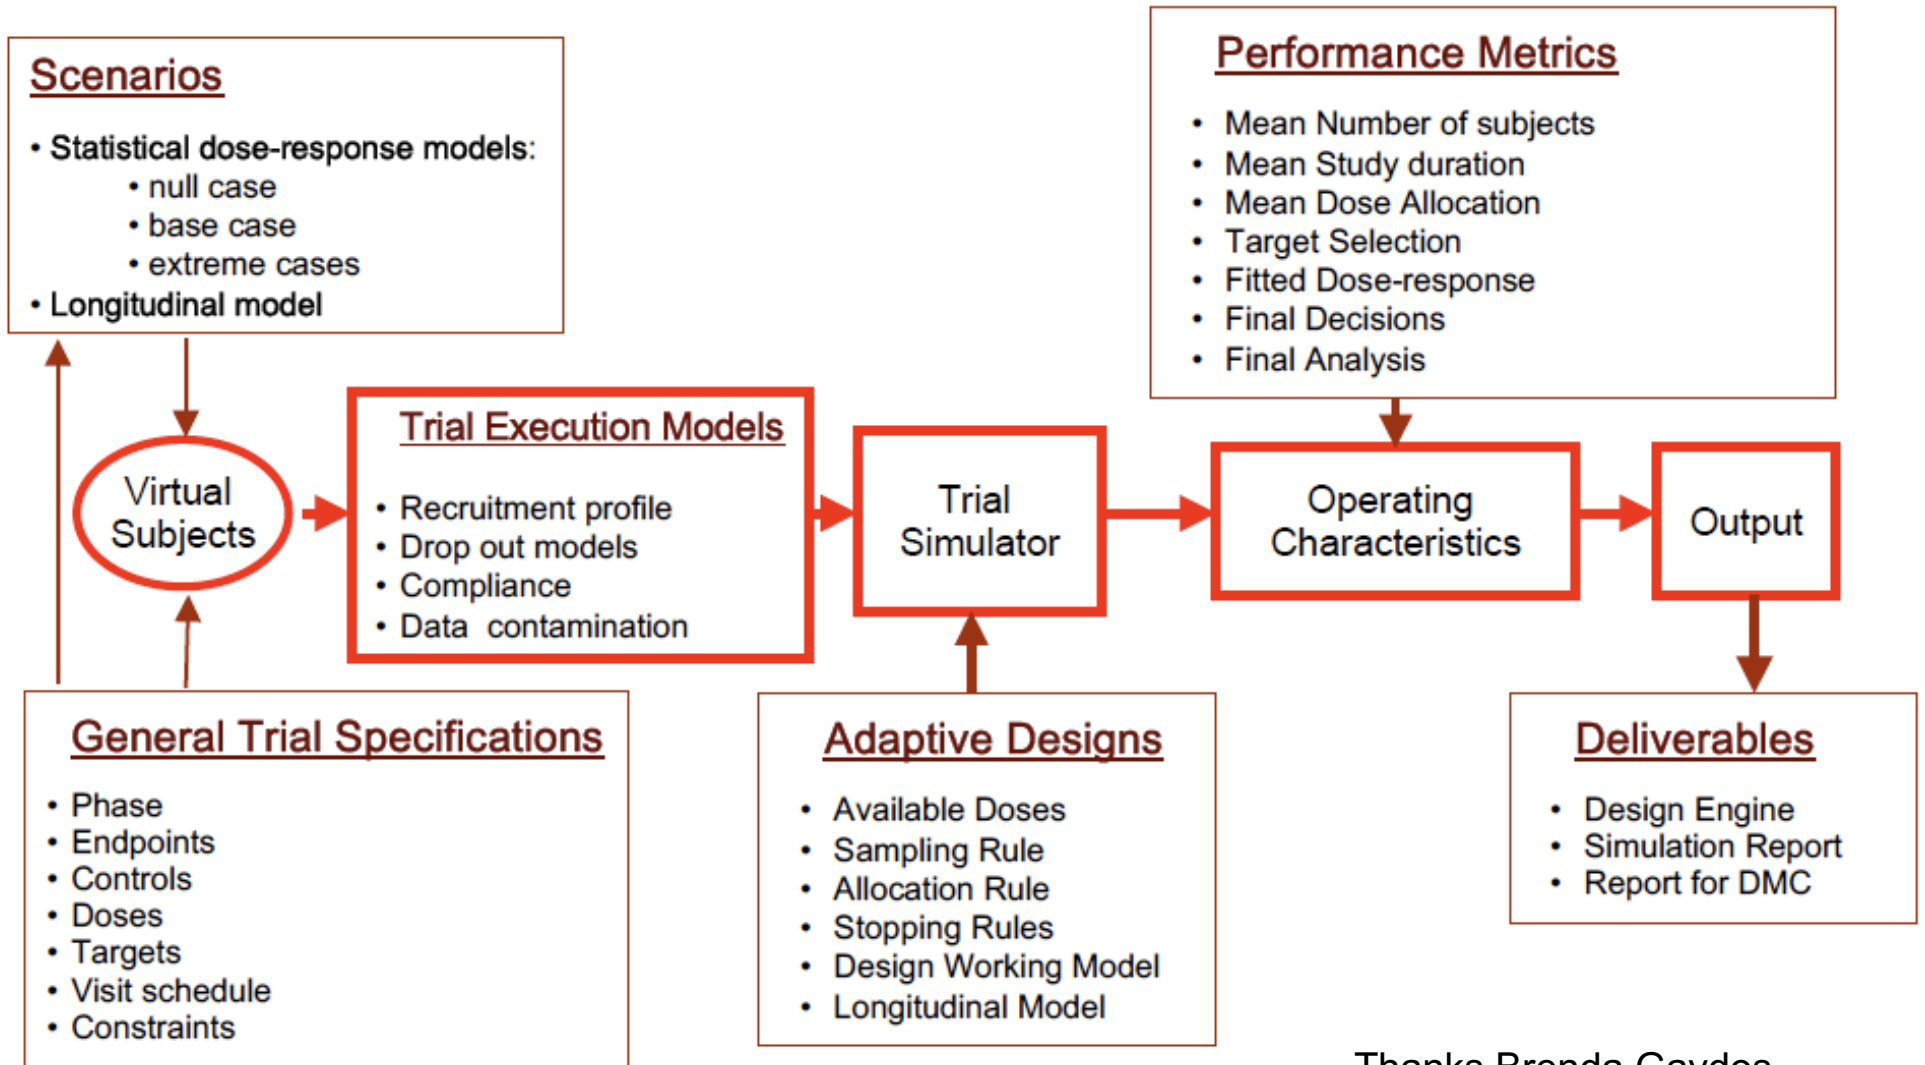 Scenarios
• Statistical dose-response models:
• null case
• base case
• extreme cases
• Longitudinal model
Performance Metrics
• Mean Number of subjects
• Mean Study duration
• Mean Dose Allocation
• Target Selection
• Fitted Dose-response
• Final Decisions
• Final Analysis
Virtual
Subjects
Trial Execution Models
• Recruitment profile
• Drop out models
• Compliance
• Data contamination
Trial
Simulator
Operating
Characteristics
Output
General Trial Specifications
• Phase
• Endpoints
• Controls
• Doses
• Targets
• Visit schedule
• Constraints
Adaptive Designs
• Available Doses
• Sampling Rule
• Allocation Rule
• Stopping Rules
• Design Working Model
• Longitudinal Model
Deliverables
• Design Engine
• Simulation Report
• Report for DMC
Thanks Brenda Gaydos